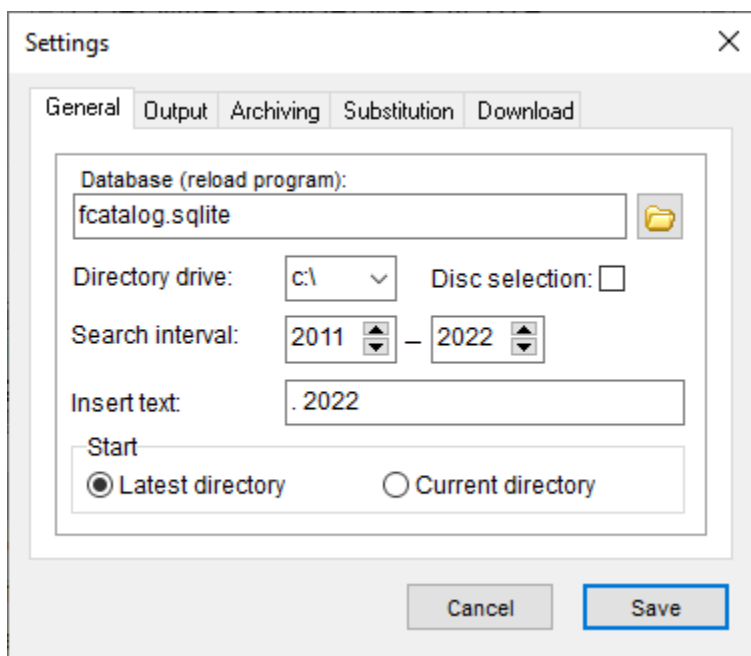 Settings
General Output Archiving Substitution Download
Database (reload program):
fcatalog.sqlite
Directory drive: c:\ Disc selection:
Search interval: 2011 – 2022
Insert text: . 2022
Start
Latest directory Current directory
Cancel Save